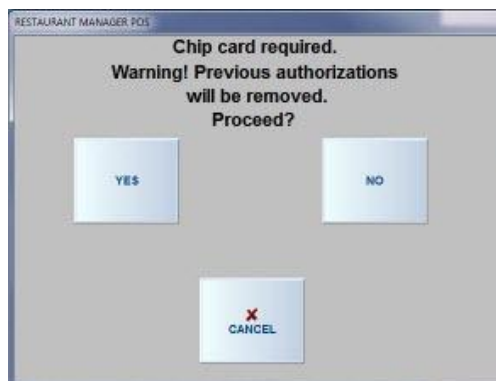 RESTAURANT MANAGER POS
Chip card required.
Warning! Previous authorizations
will be removed.
Proceed?
YES
NO
CANCEL